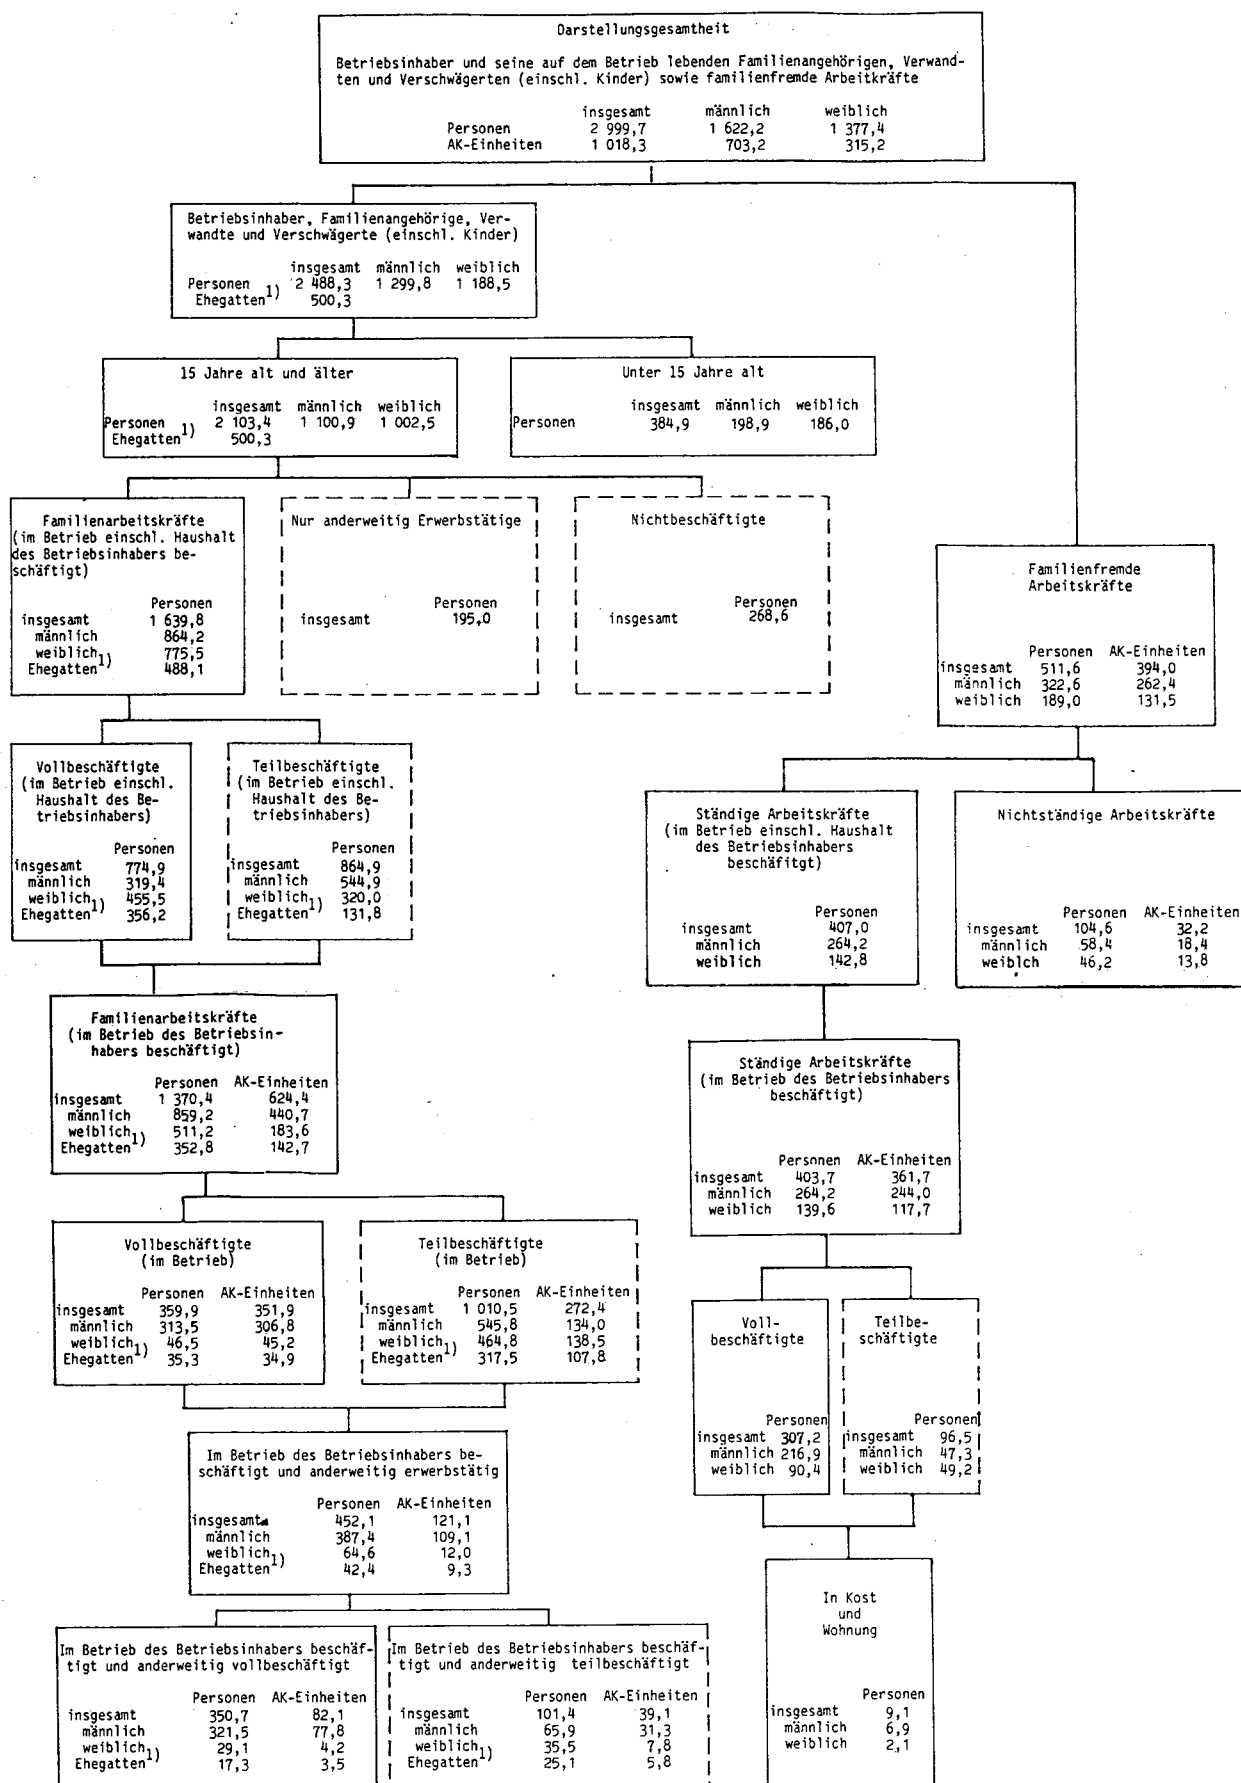 Darstellungsgesamtheit
Betriebsinhaber und seine auf dem Betrieb lebenden Familienangehörigen, Verwand-
ten und Verschwägerten (einschl. Kinder) sowie familienfremde Arbeitkräfte
insgesamt männlich weiblich
Personen 2 999,7 1 622,2 1 377,4
AK-Einheiten 1 018,3 703,2 315,2
Betriebsinhaber, Familienangehörige, Ver-
wandte und Verschwägerte (einschl. Kinder)
insgesamt männlich weiblich
Personen 2 488,3 1 299,8 1 188,5
Ehegatten1) 500,3
15 Jahre alt und älter
insgesamt männlich weiblich
Personen 2 103,4 1 100,9 1 002,5
Ehegatten1) 500,3
Unter 15 Jahre alt
insgesamt männlich weiblich
Personen 384,9 198,9 186,0
Familienarbeitskräfte
(im Betrieb einschl. Haushalt
des Betriebsinhabers be-
schäftigt)
Personen
insgesamt 1 639,8
männlich 864,2
weiblich 775,5
Ehegatten1) 488,1
Nur anderweitig Erwerbstätige
Personen
insgesamt 195,0
Nichtbeschäftigte
Personen
insgesamt 268,6
Familienfremde
Arbeitskräfte
Personen AK-Einheiten
insgesamt 511,6 394,0
männlich 322,6 262,4
weiblich 189,0 131,5
Vollbeschäftigte
(im Betrieb einschl.
Haushalt des Be-
triebsinhabers)
Personen
insgesamt 774,9
männlich 319,4
weiblich 455,5
Ehegatten1) 356,2
Teilbeschäftigte
(im Betrieb einschl.
Haushalt des Be-
triebsinhabers)
Personen
insgesamt 864,9
männlich 544,9
weiblich 320,0
Ehegatten1) 131,8
Ständige Arbeitskräfte
(im Betrieb einschl. Haushalt
des Betriebsinhabers
beschäfitgt)
Personen
insgesamt 407,0
männlich 264,2
weiblich 142,8
Nichtständige Arbeitskräfte
Personen AK-Einheiten
insgesamt 104,6 32,2
männlich 58,4 18,4
weiblch 46,2 13,8
Familienarbeitskräfte
(im Betrieb des Betriebsin-
habers beschäftigt)
Personen AK-Einheiten
insgesamt 1 370,4 624,4
männlich 859,2 440,7
weiblich 511,2 183,6
Ehegatten1) 352,8 142,7
Ständige Arbeitskräfte
(im Betrieb des Betriebsinhabers
beschäftigt)
Personen AK-Einheiten
insgesamt 403,7 361,7
männlich 264,2 244,0
weiblich 139,6 117,7
Vollbeschäftigte
(im Betrieb)
Personen AK-Einheiten
insgesamt 359,9 351,9
männlich 313,5 306,8
weiblich 46,5 45,2
Ehegatten1) 35,3 34,9
Teilbeschäftigte
(im Betrieb)
Personen AK-Einheiten
insgesamt 1 010,5 272,4
männlich 545,8 134,0
weiblich 464,8 138,5
Ehegatten1) 317,5 107,8
Voll-
beschäftigte
Personen
insgesamt 307,2
männlich 216,9
weiblich 90,4
Teilbe-
schäftigte
Personen
insgesamt 96,5
männlich 47,3
weiblich 49,2
Im Betrieb des Betriebsinhabers be-
schäftigt und anderweitig erwerbstätig
Personen AK-Einheiten
insgesamt 452,1 121,1
männlich 387,4 109,1
weiblich 64,6 12,0
Ehegatten1) 42,4 9,3
In Kost
und
Wohnung
Personen
insgesamt 9,1
männlich 6,9
weiblich 2,1
Im Betrieb des Betriebsinhabers beschäf-
tigt und anderweitig vollbeschäftigt
Personen AK-Einheiten
insgesamt 350,7 82,1
männlich 321,5 77,8
weiblich 29,1 4,2
Ehegatten1) 17,3 3,5
Im Betrieb des Betriebsinhabers beschäf-
tigt und anderweitig teilbeschäftigt
Personen AK-Einheiten
insgesamt 101,4 39,1
männlich 65,9 31,3
weiblich 35,5 7,8
Ehegatten1) 25,1 5,8